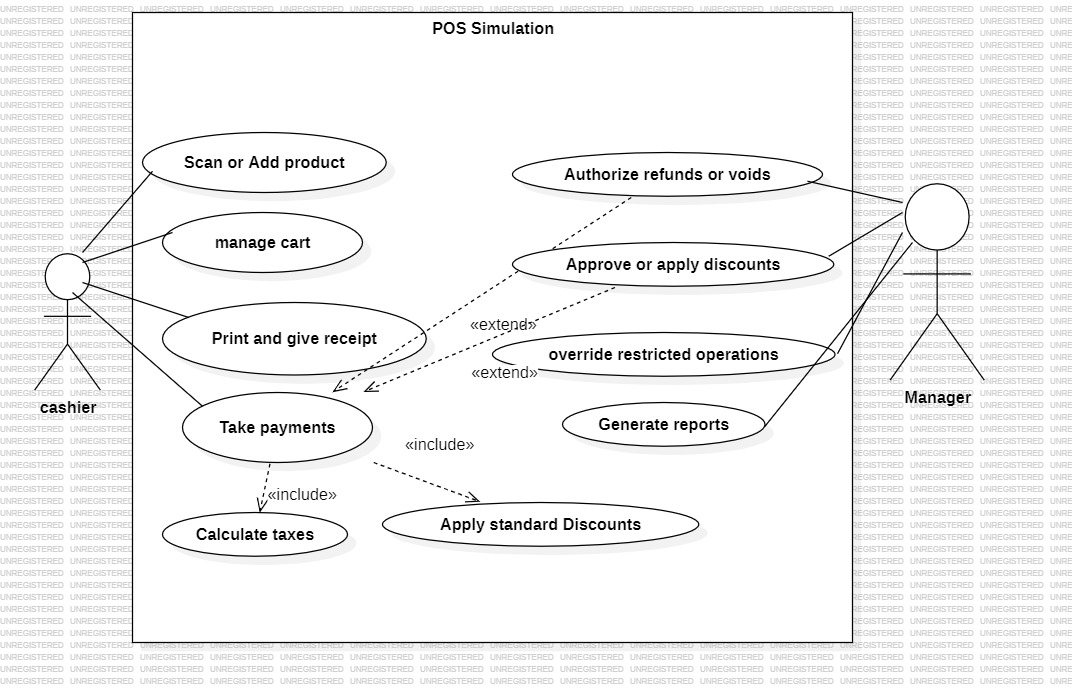 POS Simulation
Scan or Add product
Authorize refunds or voids
manage cart
Approve or apply discounts
«extend»
Print and give receipt
override restricted operations
«extend»
cashier
Manager
Take payments
Generate reports
«include»
«include»
Apply standard Discounts
Calculate taxes
UNREGISTERED